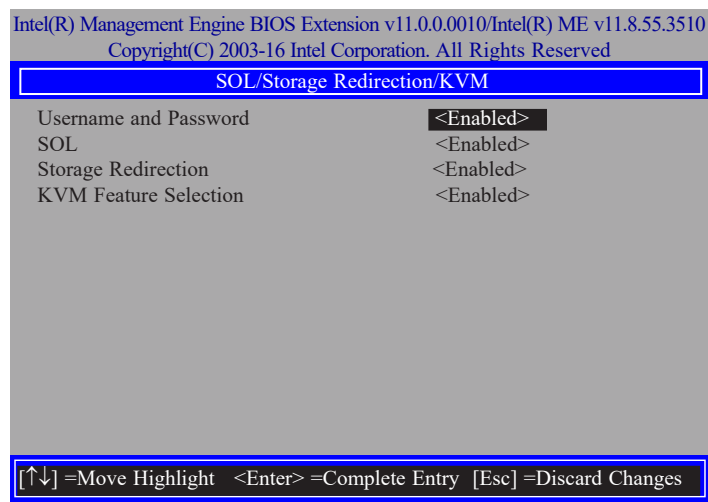 Intel(R) Management Engine BIOS Extension v11.0.0.0010/Intel(R) ME v11.8.55.3510
Copyright(C) 2003-16 Intel Corporation. All Rights Reserved
SOL/Storage Redirection/KVM
Username and Password <Enabled>
SOL <Enabled>
Storage Redirection <Enabled>
KVM Feature Selection <Enabled>
[↑↓] =Move Highlight <Enter> =Complete Entry [Esc] =Discard Changes